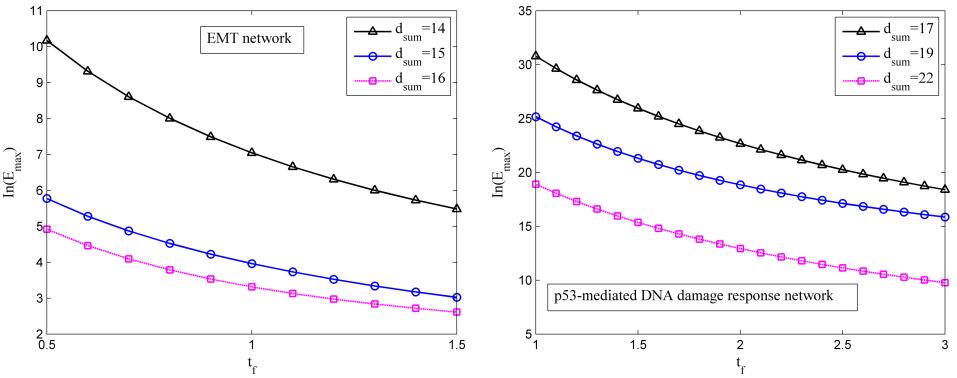 EMT network
d_sum=14
d_sum=15
d_sum=16
ln(E_max)
11
10
9
8
7
6
5
4
3
2
0.5 1 1.5
t_f
d_sum=17
d_sum=19
d_sum=22
p53-mediated DNA damage response network
ln(E_max)
35
30
25
20
15
10
5
1 1.5 2 2.5 3
t_f